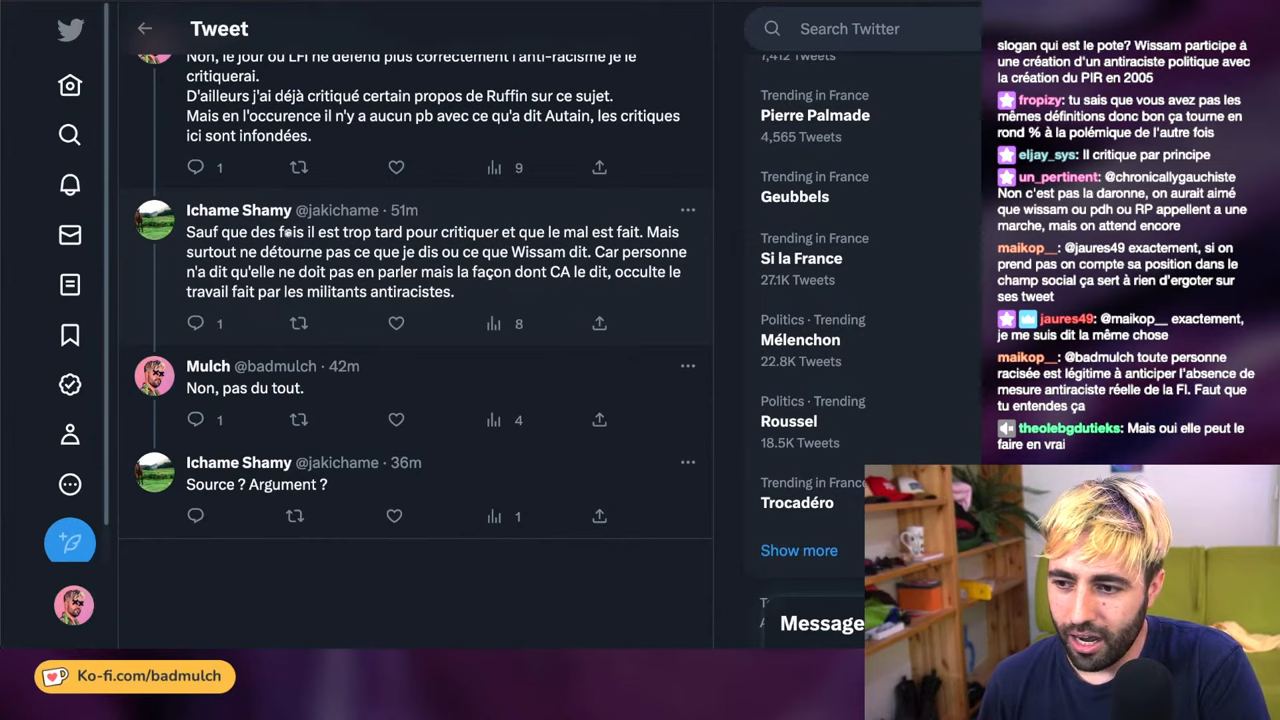 Tweet
Search Twitter
Non, le jour où LFI ne défend plus correctement l'anti-racisme je le
critiquerai.
D'ailleurs j'ai déjà critiqué certain propos de Ruffin sur ce sujet.
Mais en l'occurence il n'y a aucun pb avec ce qu'a dit Autain, les critiques
ici sont infondées.
1
9
Ichame Shamy @jakichame · 51m
Sauf que des fois il est trop tard pour critiquer et que le mal est fait. Mais
surtout ne détourne pas ce que je dis ou ce que Wissam dit. Car personne
n'a dit qu'elle ne doit pas en parler mais la façon dont CA le dit, occulte le
travail fait par les militants antiracistes.
1
8
Mulch @badmulch · 42m
Non, pas du tout.
1
4
Ichame Shamy @jakichame · 36m
Source ? Argument ?
1
7,412 Tweets
Trending in France
Pierre Palmade
4,565 Tweets
Trending in France
Geubbels
Trending in France
Si la France
27.1K Tweets
Politics · Trending
Mélenchon
22.8K Tweets
Politics · Trending
Roussel
18.5K Tweets
Trending in France
Trocadéro
Show more
Message
slogan qui est le pote? Wissam participe à
une création d'un antiraciste politique avec
la création du PIR en 2005
fropizy: tu sais que vous avez pas les
mêmes définitions donc bon ça tourne en
rond % à la polémique de l'autre fois
eljay_sys: Il critique par principe
un_pertinent: @chronicallygauchiste
Non c'est pas la daronne, on aurait aimé
que wissam ou pdh ou RP appellent a une
marche, mais on attend encore
maikop__: @jaures49 exactement, si on
prend pas on compte sa position dans le
champ social ça sert à rien d'ergoter sur
ses tweet
jaures49: @maikop__ exactement,
je me suis dit la même chose
maikop__: @badmulch toute personne
racisée est légitime à anticiper l'absence de
mesure antiraciste réelle de la FI. Faut que
tu entendes ça
theolebgdutieks: Mais oui elle peut le
faire en vrai
Ko-fi.com/badmulch